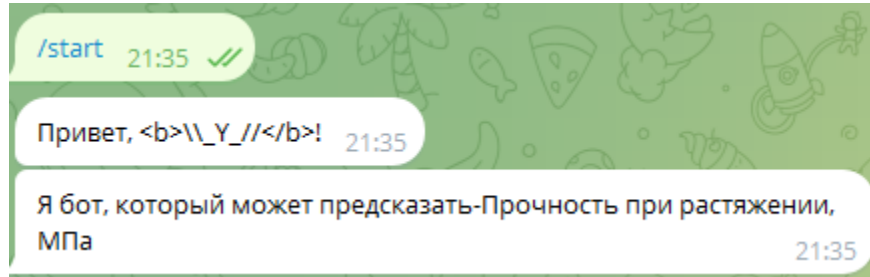 /start 21:35
Привет, <b>\\_Y_//</b>! 21:35
Я бот, который может предсказать-Прочность при растяжении,
МПа 21:35